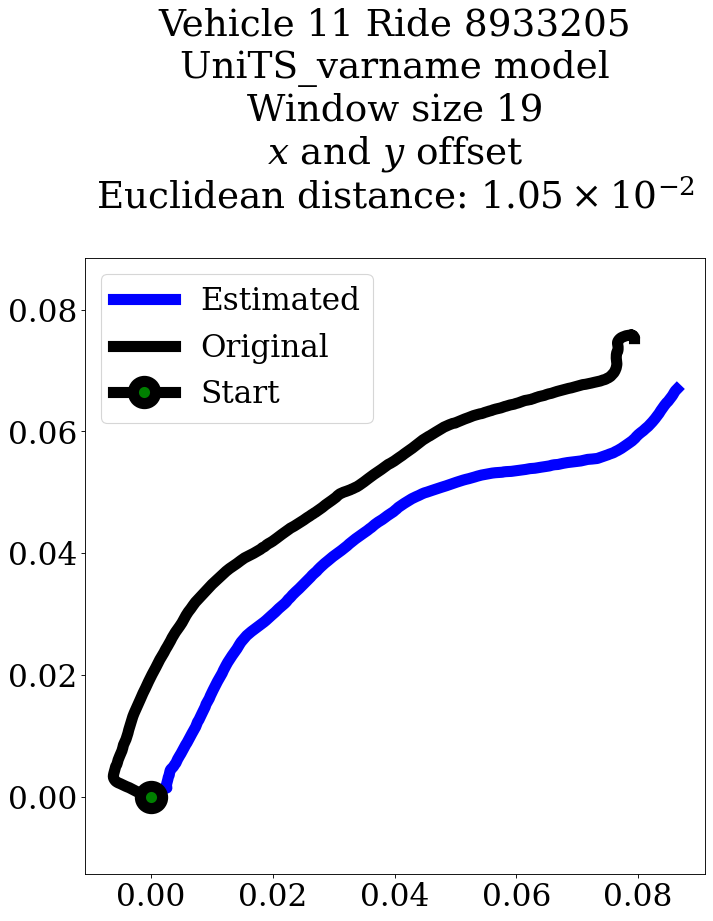 Vehicle 11 Ride 8933205
UniTS_varname model
Window size 19
x and y offset
Euclidean distance: 1.05 × 10⁻²
Estimated
Original
Start
0.08
0.06
0.04
0.02
0.00
0.00 0.02 0.04 0.06 0.08